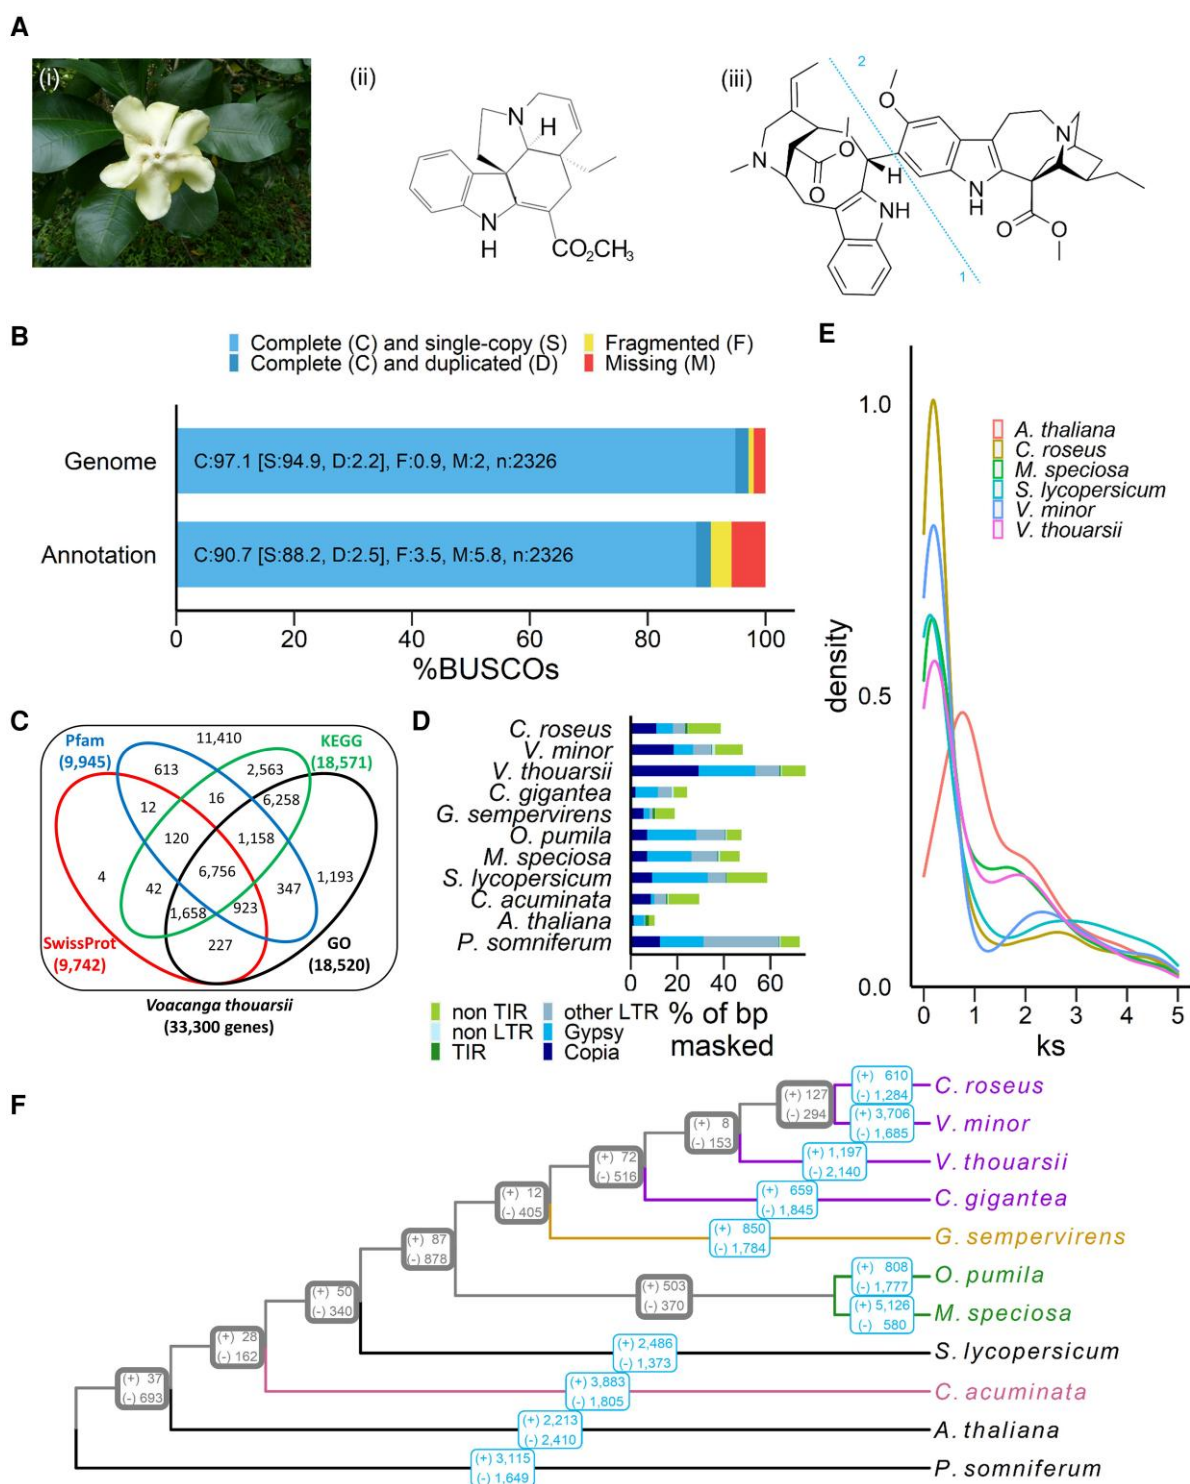 A
(i)
(ii)
N
H
N
H
CO₂CH₃
(iii)
2
O
O
O
N
H
NH
N
N
H
O
O
1
B
Complete (C) and single-copy (S)
Fragmented (F)
Complete (C) and duplicated (D)
Missing (M)
Genome
C:97.1 [S:94.9, D:2.2], F:0.9, M:2, n:2326
Annotation
C:90.7 [S:88.2, D:2.5], F:3.5, M:5.8, n:2326
0 20 40 60 80 100
%BUSCOs
C
Pfam
(9,945)
11,410
KEGG
(18,571)
613
2,563
12
16
6,258
120
1,158
4
42
6,756
347
1,193
1,658
923
227
SwissProt
(9,742)
GO
(18,520)
Voacanga thouarsii
(33,300 genes)
D
C. roseus
V. minor
V. thouarsii
C. gigantea
G. sempervirens
O. pumila
M. speciosa
S. lycopersicum
C. acuminata
A. thaliana
P. somniferum
0 20 40 60
% of bp
masked
non TIR
other LTR
non LTR
Gypsy
TIR
Copia
E
1.0
0.5
0.0
density
A. thaliana
C. roseus
M. speciosa
S. lycopersicum
V. minor
V. thouarsii
0 1 2 3 4 5
ks
F
(+) 610
(-) 1,284
C. roseus
(+) 127
(-) 294
(+) 3,706
(-) 1,685
V. minor
(+) 8
(-) 153
(+) 1,197
(-) 2,140
V. thouarsii
(+) 72
(-) 516
(+) 659
(-) 1,845
C. gigantea
(+) 12
(-) 405
(+) 850
(-) 1,784
G. sempervirens
(+) 87
(-) 878
(+) 808
(-) 1,777
O. pumila
(+) 503
(-) 370
(+) 5,126
(-) 580
M. speciosa
(+) 50
(-) 340
(+) 2,486
(-) 1,373
S. lycopersicum
(+) 28
(-) 162
(+) 3,883
(-) 1,805
C. acuminata
(+) 37
(-) 693
(+) 2,213
(-) 2,410
A. thaliana
(+) 3,115
(-) 1,649
P. somniferum